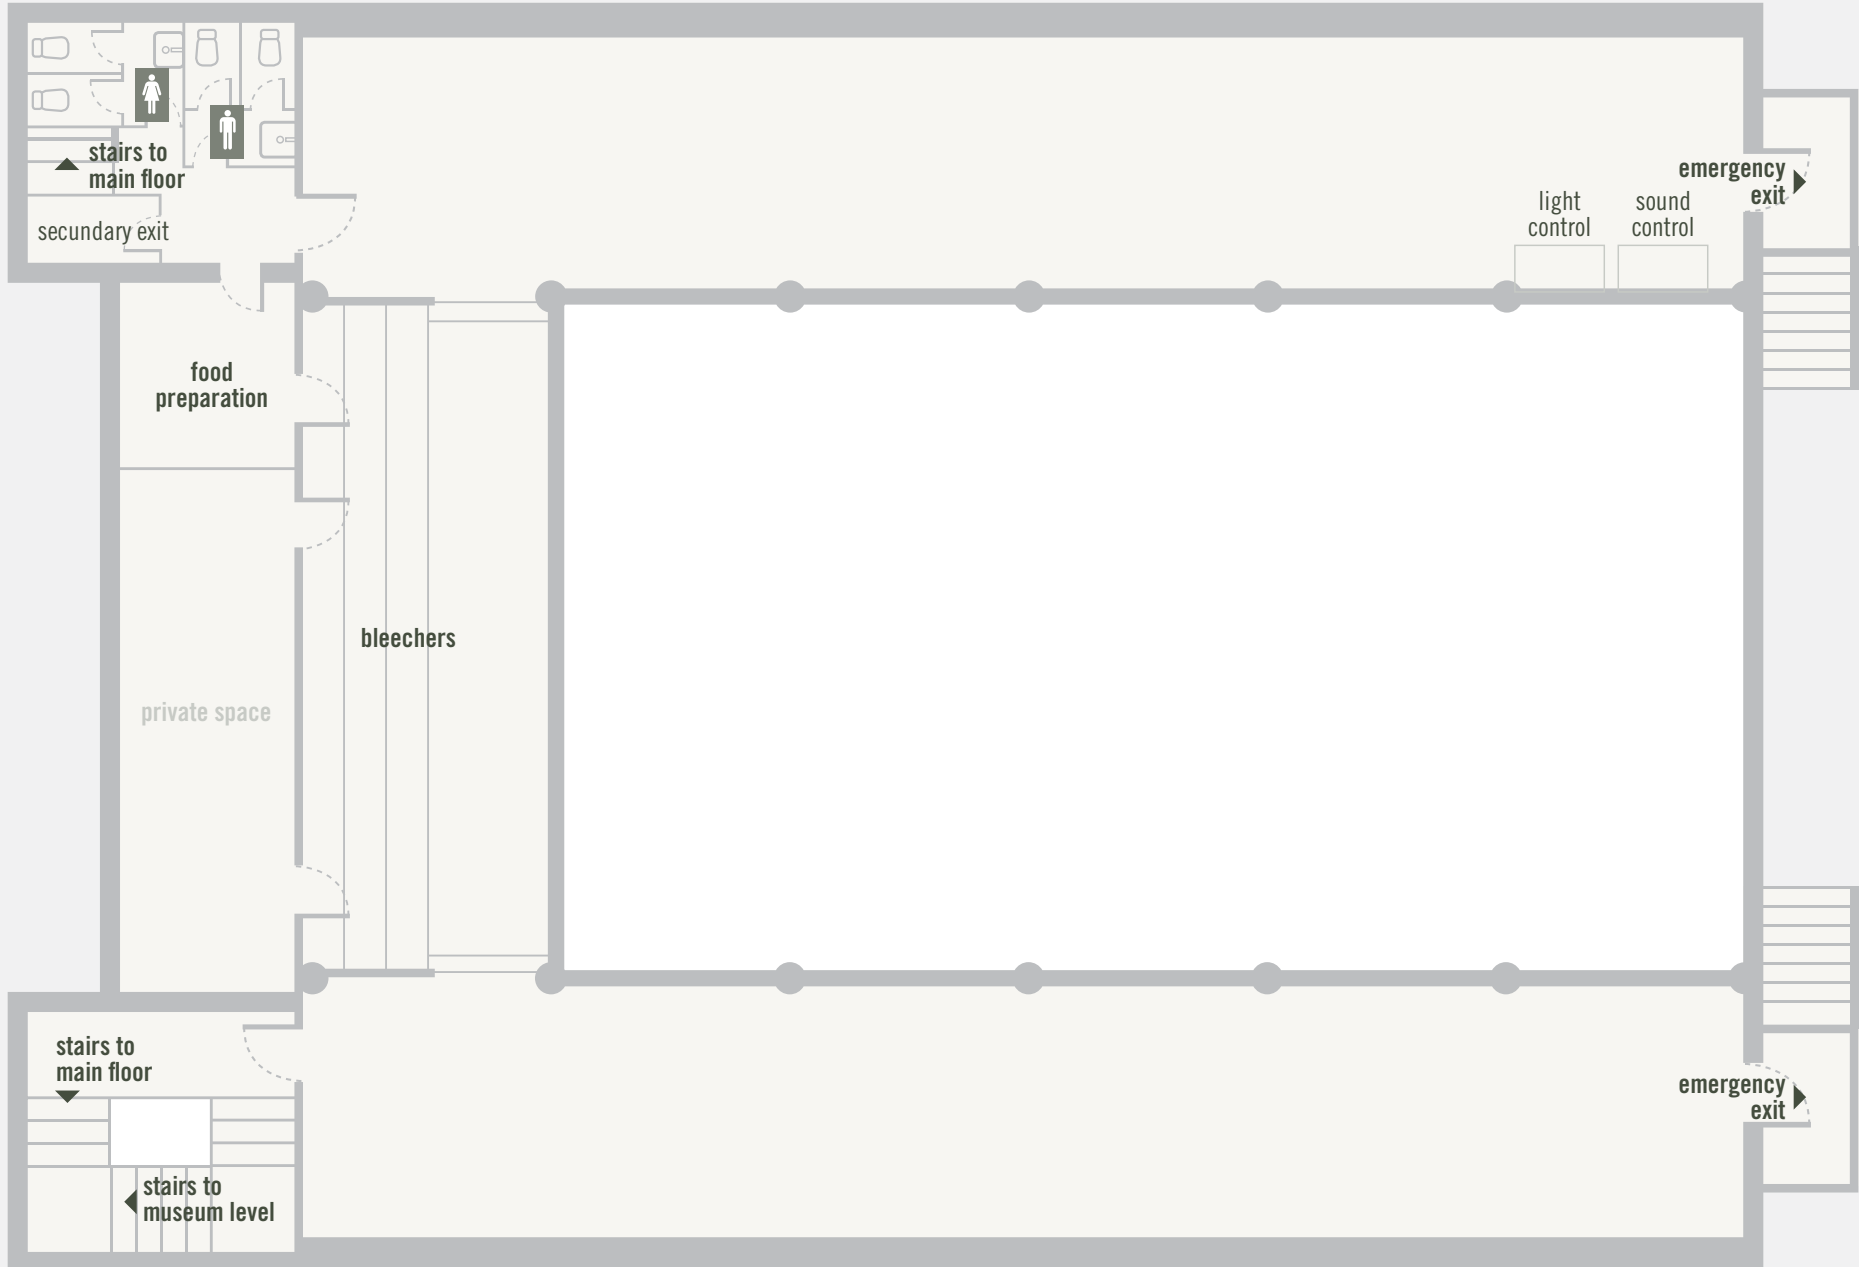 stairs to
main floor
secundary exit
emergency
exit
light
control
sound
control
food
preparation
bleechers
private space
stairs to
main floor
emergency
exit
stairs to
museum level